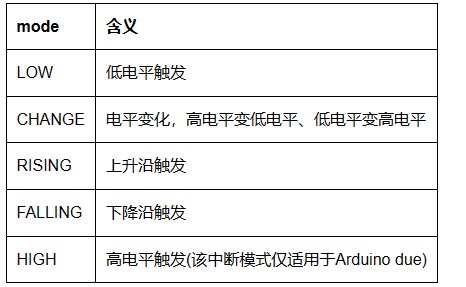 mode 含义
LOW 低电平触发
CHANGE 电平变化，高电平变低电平、低电平变高电平
RISING 上升沿触发
FALLING 下降沿触发
HIGH 高电平触发(该中断模式仅适用于Arduino due)